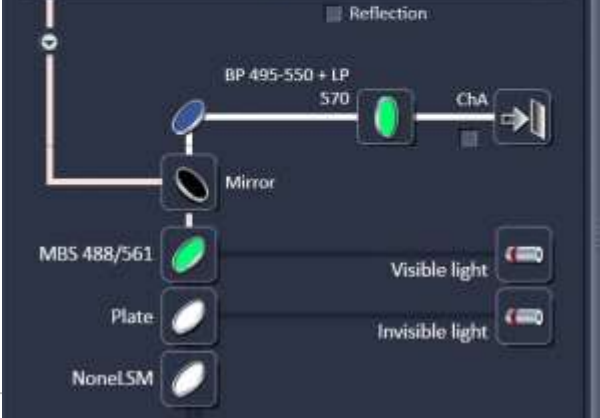 Reflection
BP 495-550 + LP
570
ChA
Mirror
MBS 488/561
Visible light
Plate
Invisible light
NoneLSM